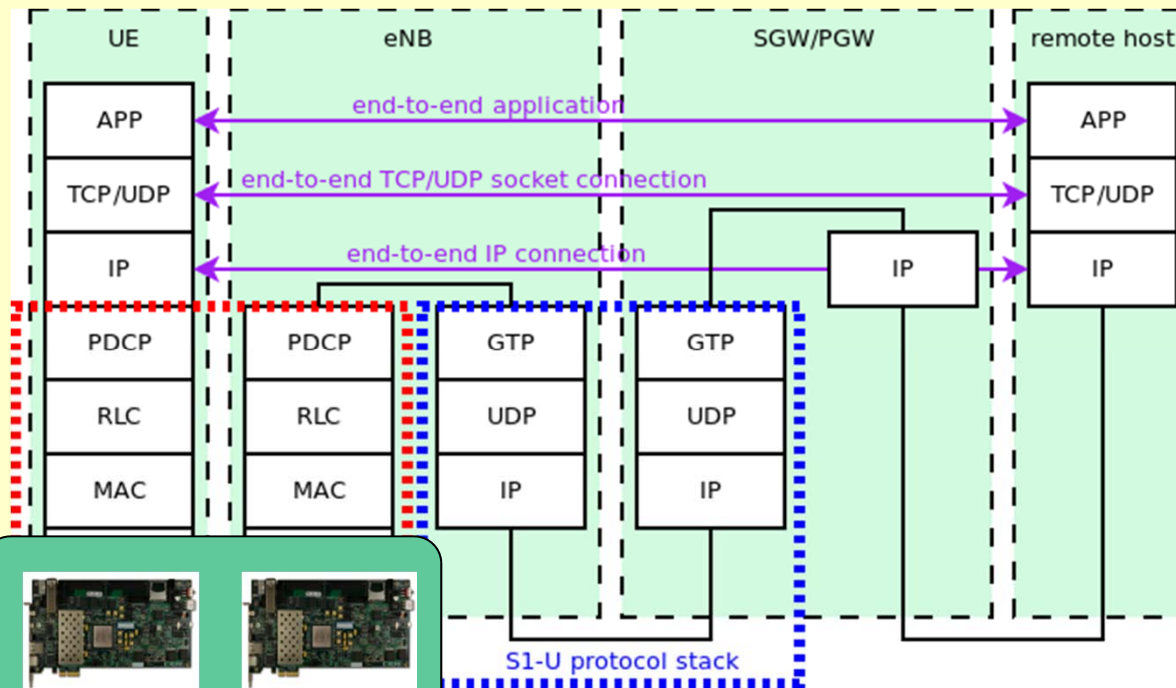 UE
eNB
SGW/PGW
remote host
end-to-end application
APP
APP
end-to-end TCP/UDP socket connection
TCP/UDP
TCP/UDP
end-to-end IP connection
IP
IP
IP
PDCP
PDCP
GTP
GTP
RLC
RLC
UDP
UDP
MAC
MAC
IP
IP
S1-U protocol stack